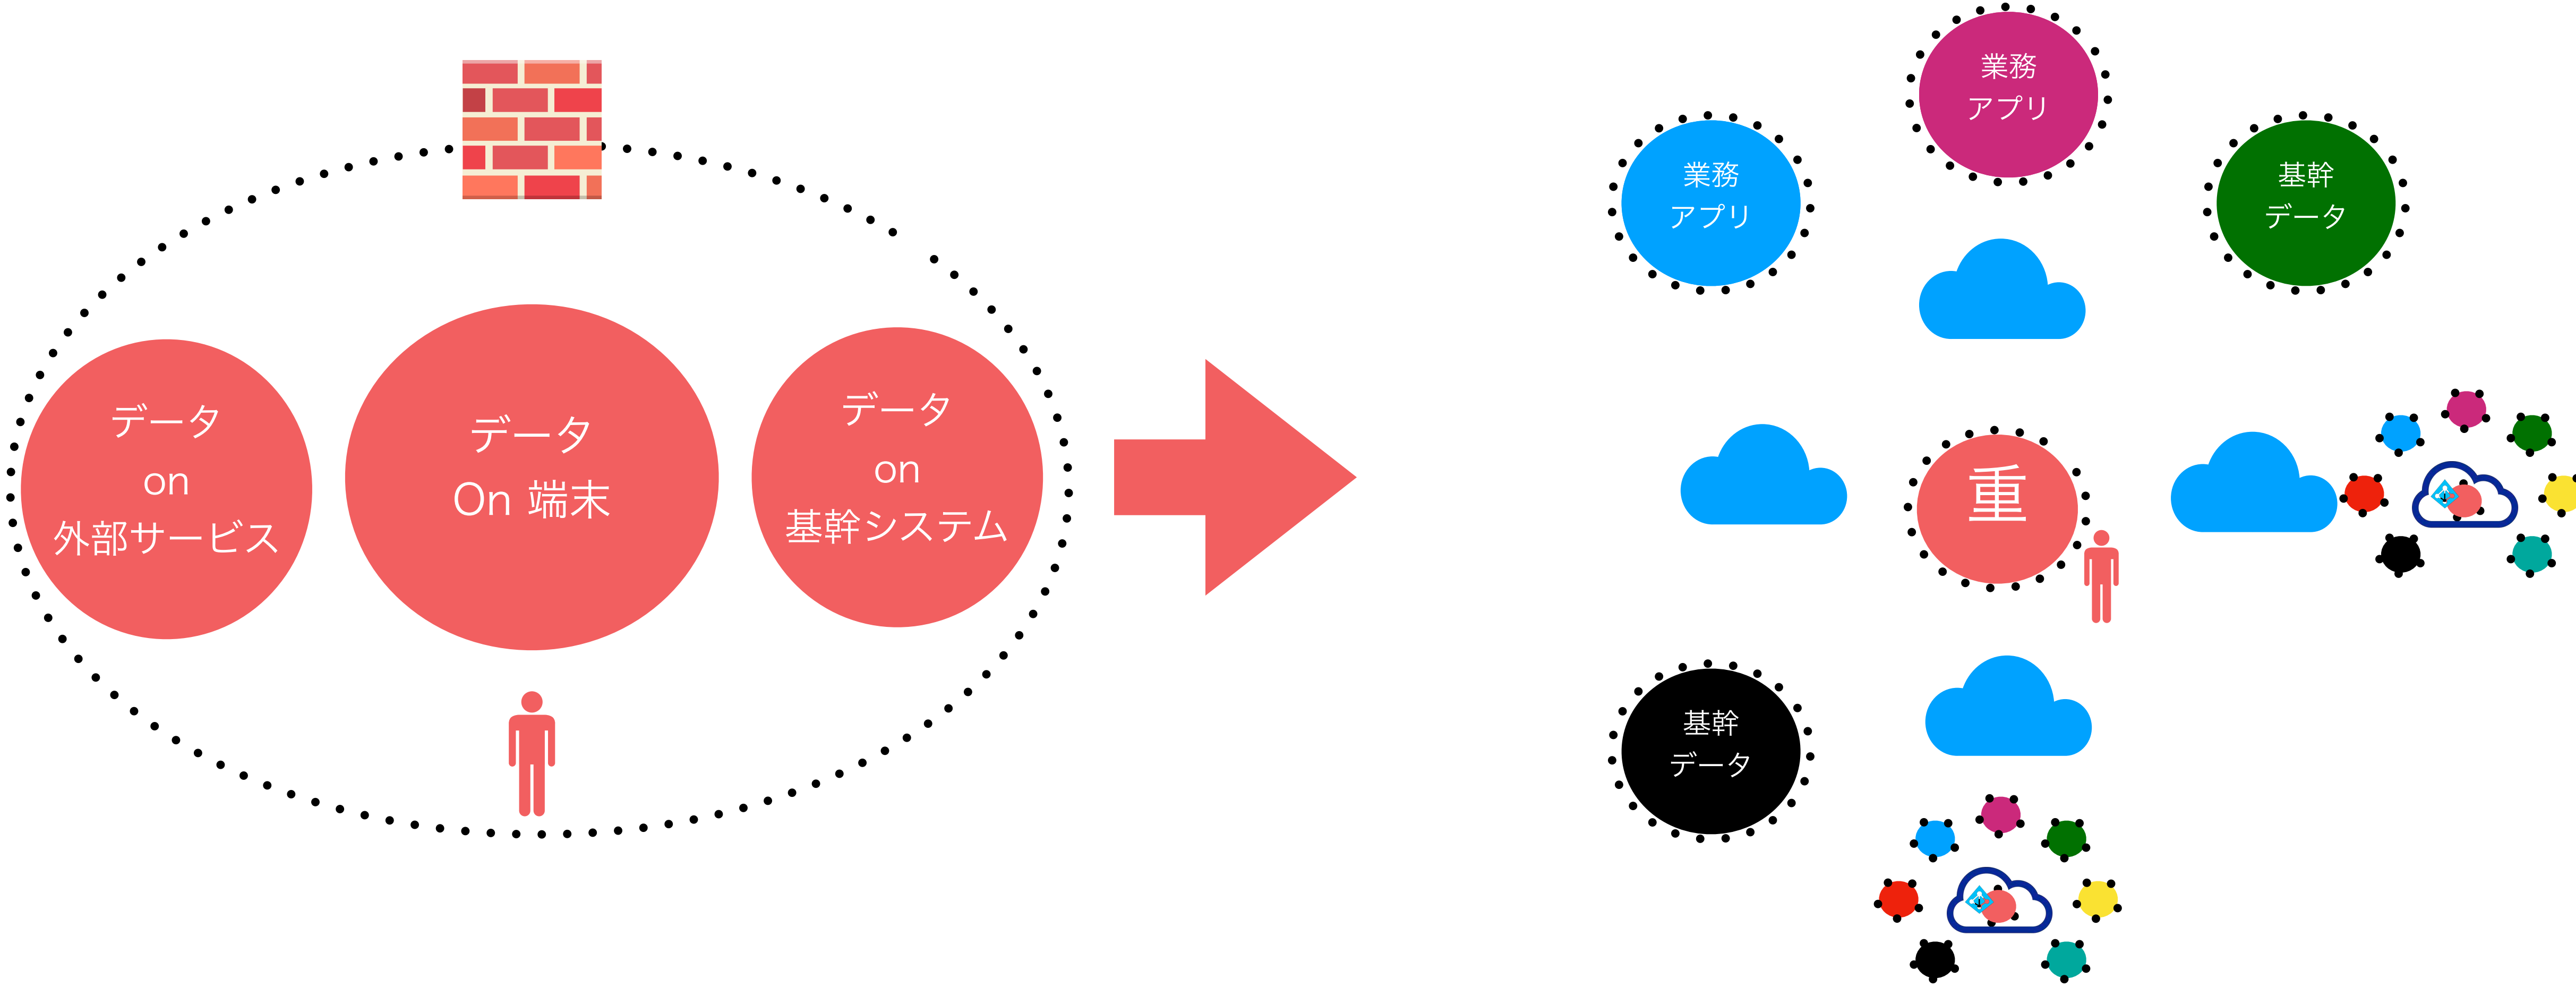 データ
on
外部サービス
データ
On 端末
データ
on
基幹システム
業務
アプリ
業務
アプリ
基幹
データ
重
基幹
データ